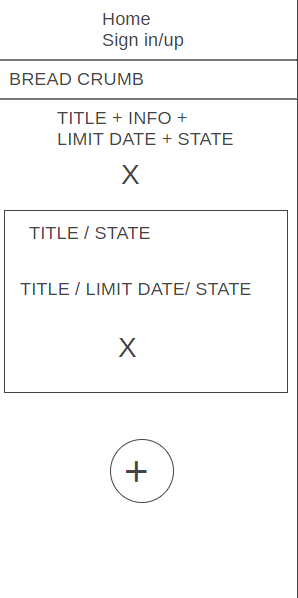 Home
Sign in/up
BREAD CRUMB
TITLE + INFO +
LIMIT DATE + STATE
X
TITLE / STATE
TITLE / LIMIT DATE/ STATE
X
+